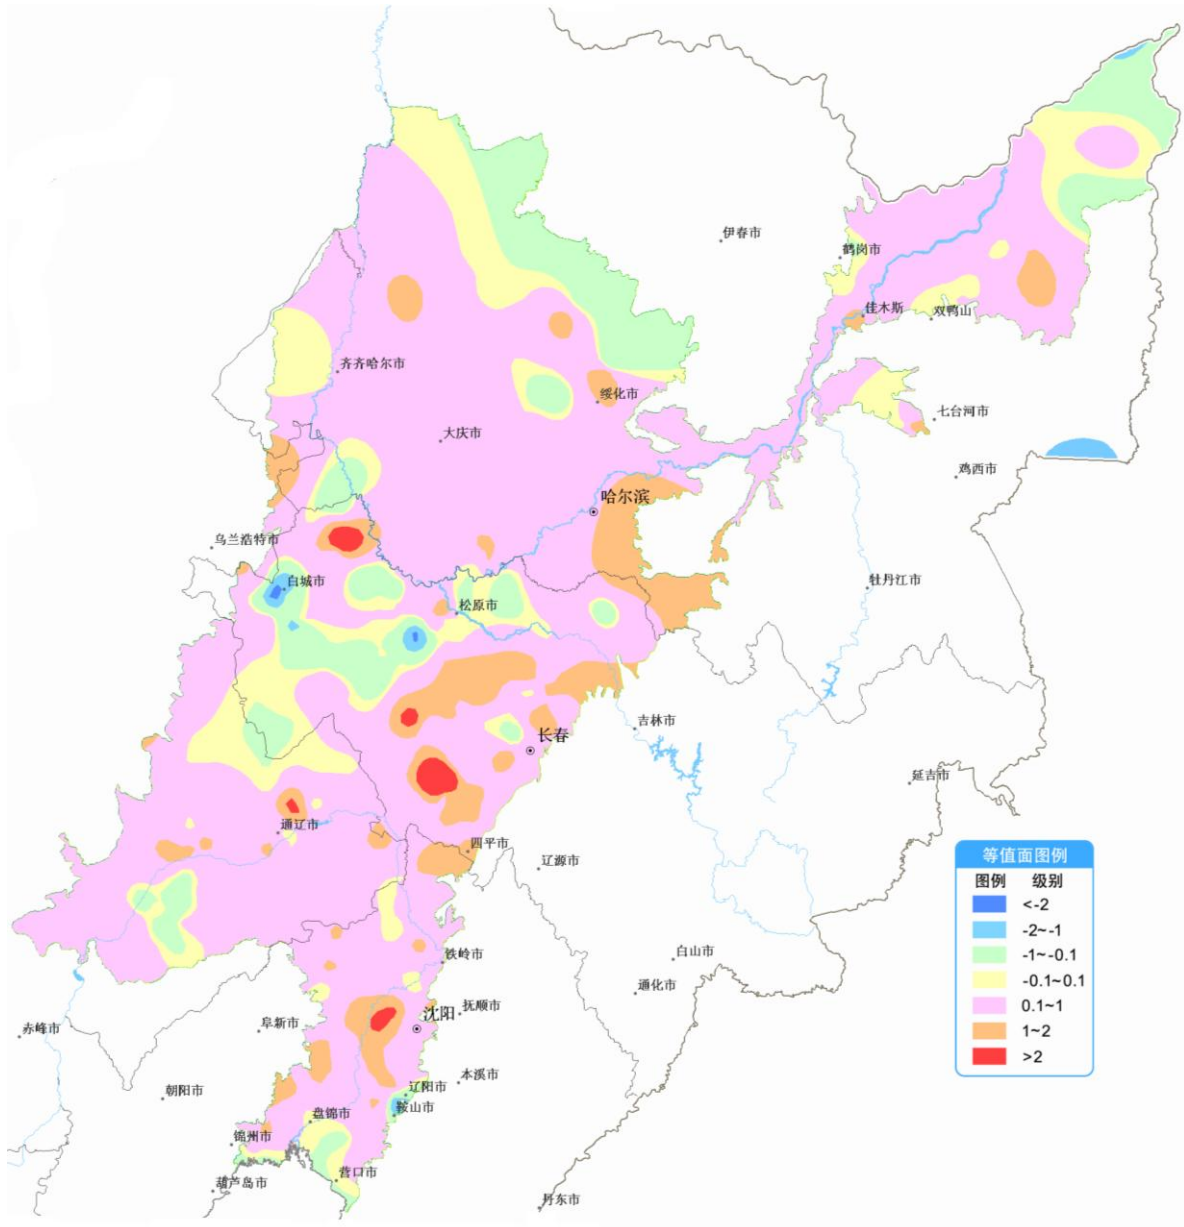 伊春市
鹤岗市
佳木斯
双鸭山
齐齐哈尔市
绥化市
七台河市
大庆市
鸡西市
哈尔滨
乌兰浩特市
白城市
牡丹江市
松原市
吉林市
长春
延吉市
通辽市
四平市
辽源市
等值面图例
图例 级别
<-2
-2~-1
-1~-0.1
-0.1~0.1
0.1~1
1~2
>2
白山市
铁岭市
通化市
抚顺市
沈阳
阜新市
赤峰市
本溪市
朝阳市
辽阳市
鞍山市
盘锦市
锦州市
营口市
葫芦岛市
丹东市